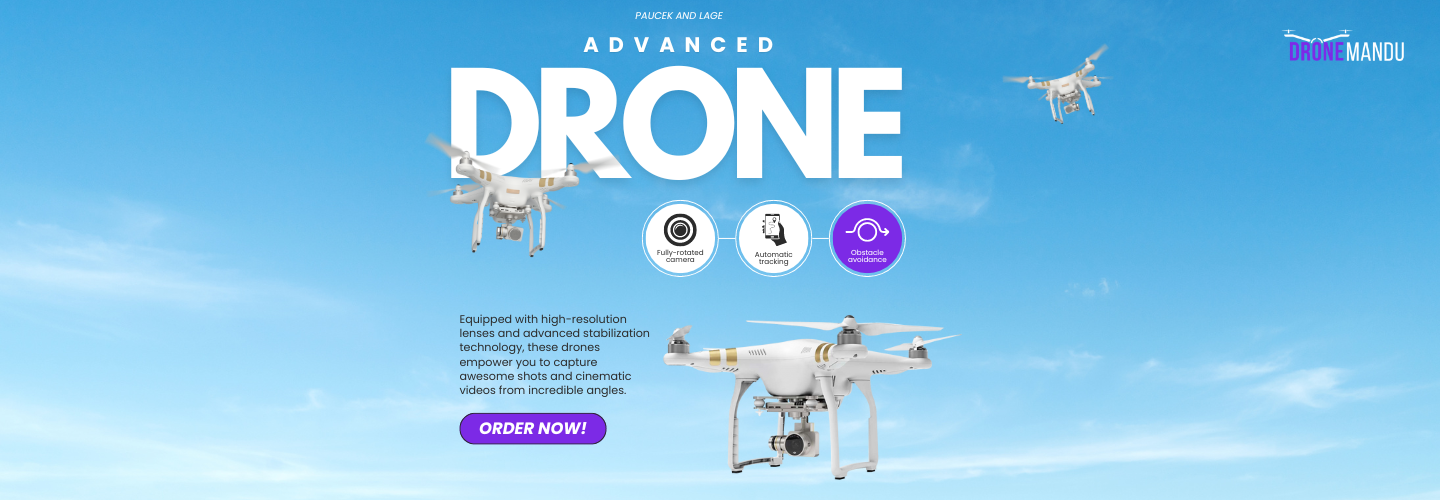 PAUCEK AND LAGE
ADVANCED
DRONE
DRONEMANDU
Fully-rotated
camera
Automatic
tracking
Obstacle
avoidance
Equipped with high-resolution
lenses and advanced stabilization
technology, these drones
empower you to capture
awesome shots and cinematic
videos from incredible angles.
ORDER NOW!